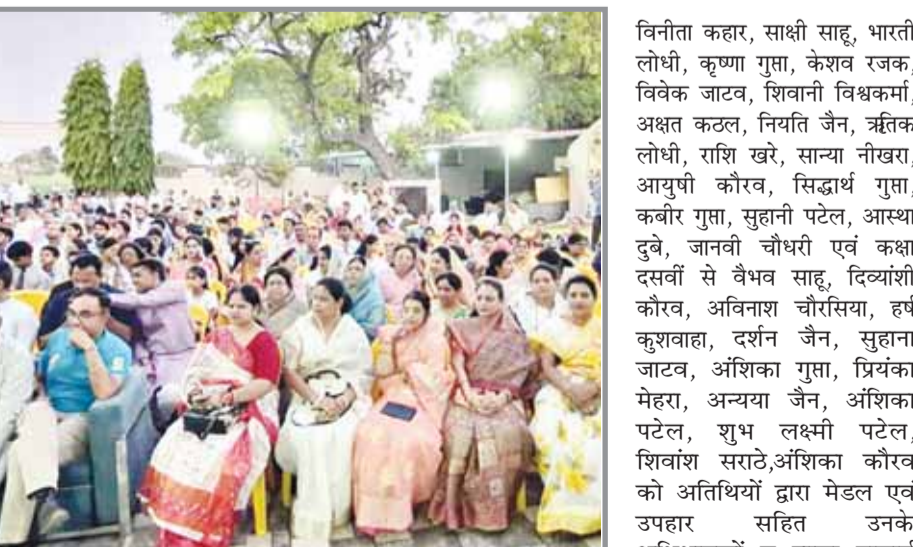 विनीता कहार, साक्षी साहू, भारती
लोधी, कृष्णा गुप्ता, केशव रजक,
विवेक जाटव, शिवानी विश्वकर्मा,
अक्षत कठल, नियति जैन, ऋतिक
लोधी, राशि खरे, सान्या नीखरा,
आयुषी कौरव, सिद्धार्थ गुप्ता,
कबीर गुप्ता, सुहानी पटेल, आस्था
दुबे, जानवी चौधरी एवं कक्षा
दसवीं से वैभव साहू, दिव्यांशी
कौरव, अविनाश चौरसिया, हर्ष
कुशवाहा, दर्शन जैन, सुहाना
जाटव, अंशिका गुप्ता, प्रियंका
मेहरा, अन्यया जैन, अंशिका
पटेल, शुभ लक्ष्मी पटेल,
शिवांश सराठे,अंशिका कौरव
को अतिथियों द्वारा मेडल एवं
उपहार सहित उनके